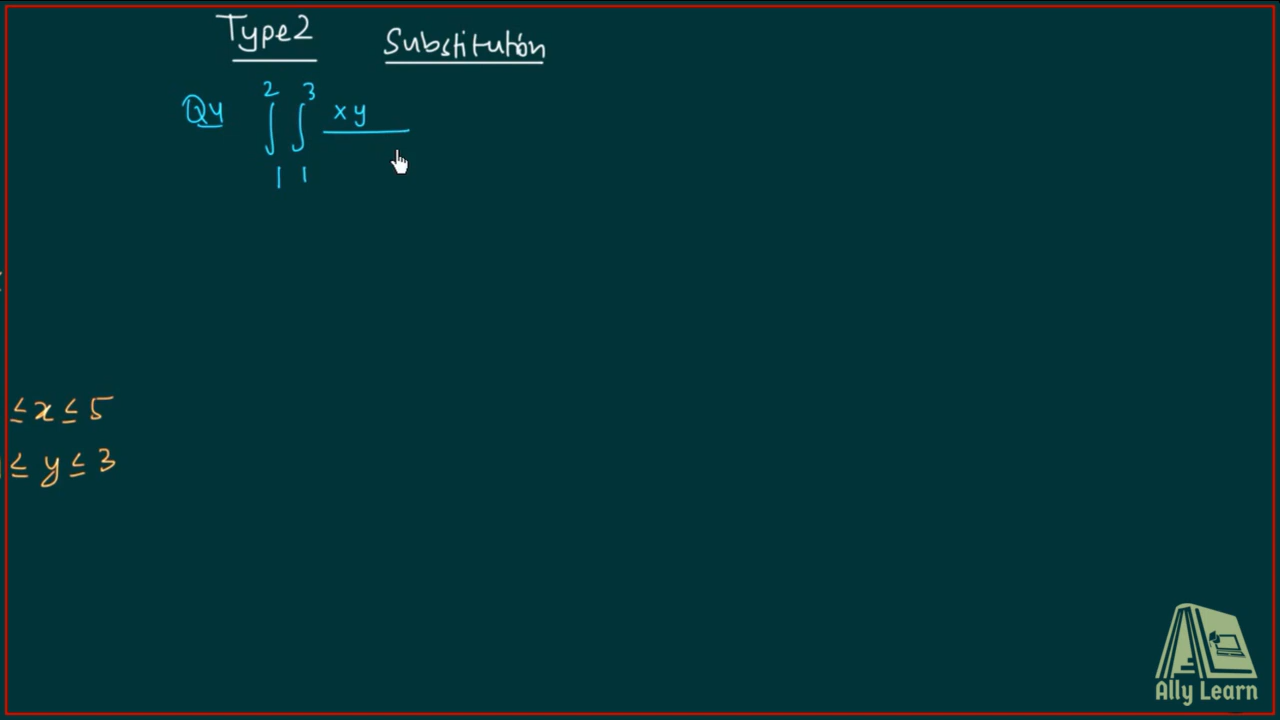 Type2 Substitution
Q4 ∫₁² ∫₁³ xy
≤ x ≤ 5
≤ y ≤ 3
Ally Learn